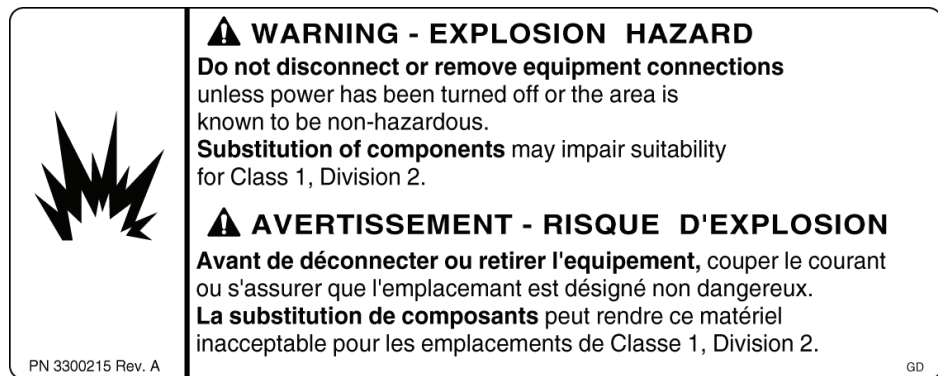 WARNING - EXPLOSION HAZARD
Do not disconnect or remove equipment connections
unless power has been turned off or the area is
known to be non-hazardous.
Substitution of components may impair suitability
for Class 1, Division 2.
AVERTISSEMENT - RISQUE D'EXPLOSION
Avant de déconnecter ou retirer l'equipement, couper le courant
ou s'assurer que l'emplacemant est désigné non dangereux.
La substitution de composants peut rendre ce matériel
inacceptable pour les emplacements de Classe 1, Division 2.
PN 3300215 Rev. A
GD